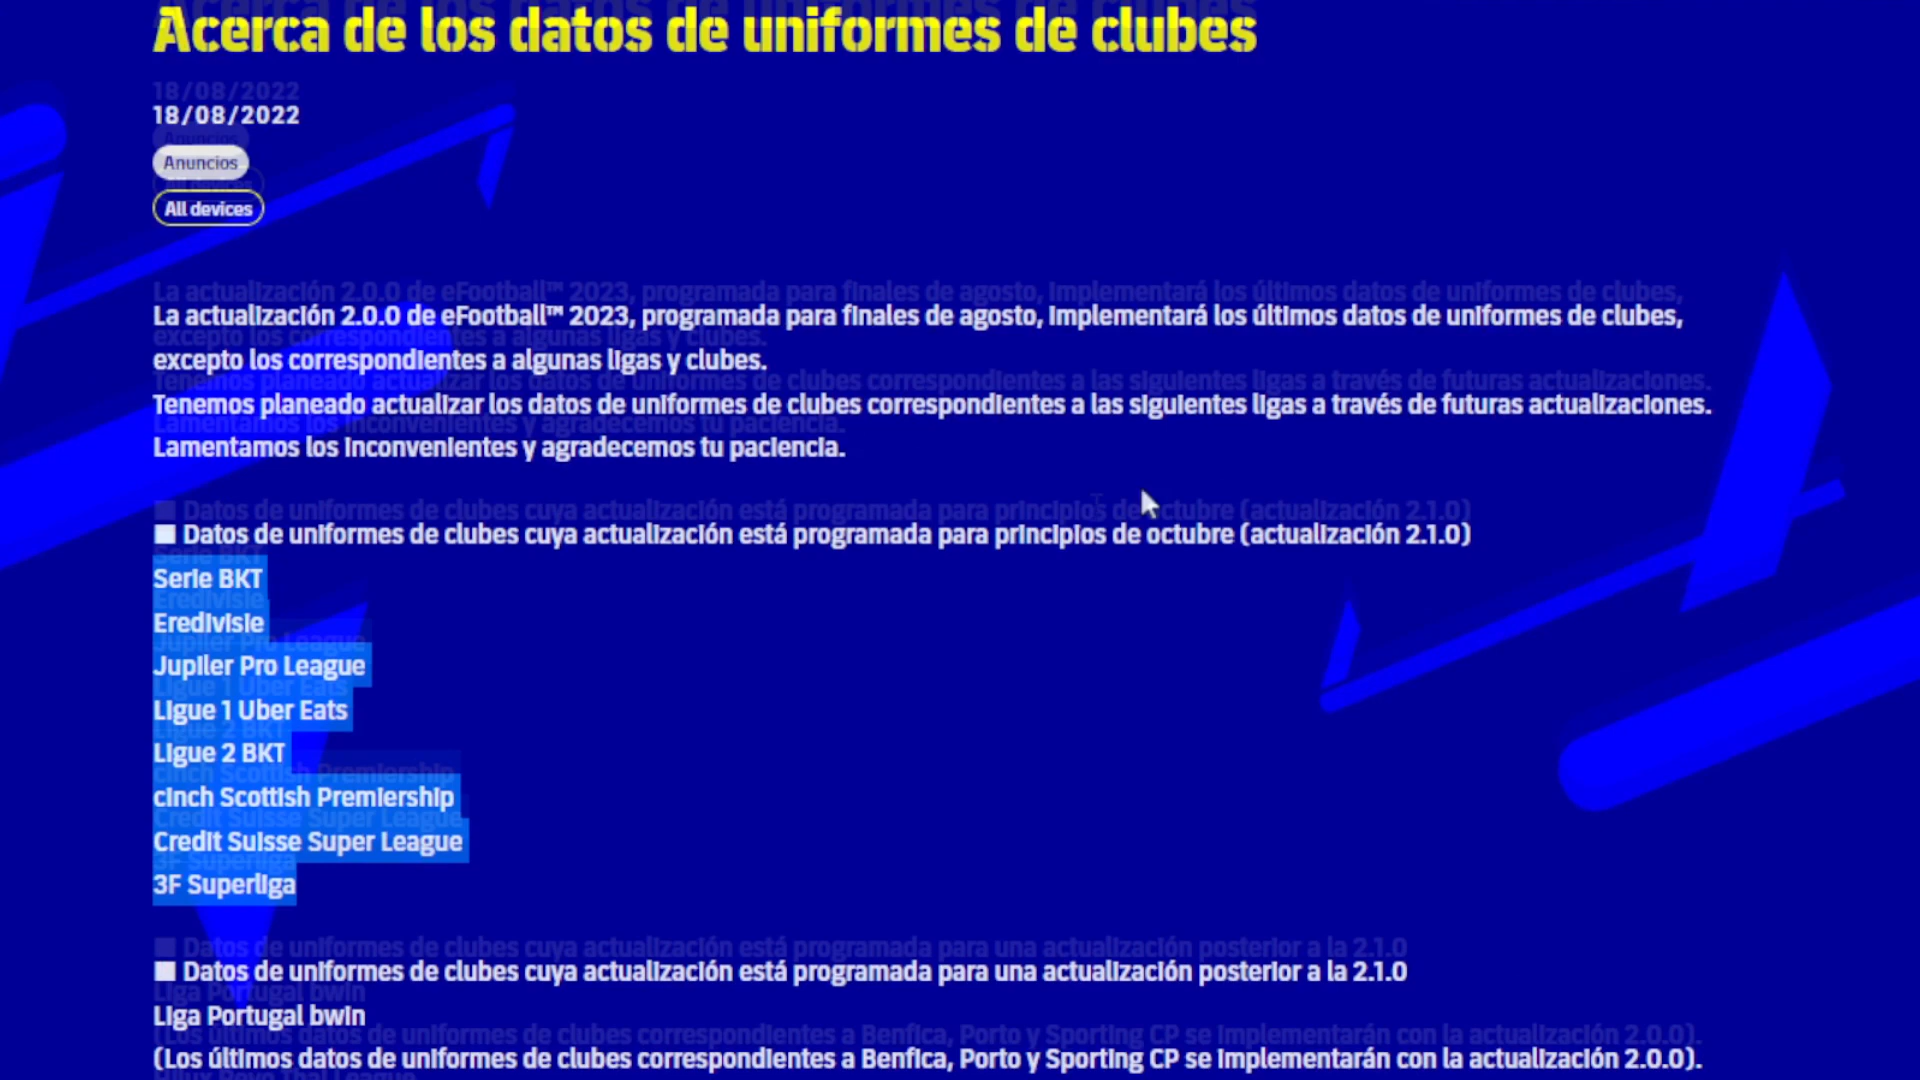 Acerca de los datos de uniformes de clubes
18/08/2022
Anuncios
All devices
La actualización 2.0.0 de eFootball™ 2023, programada para finales de agosto, implementará los últimos datos de uniformes de clubes,
excepto los correspondientes a algunas ligas y clubes.
Tenemos planeado actualizar los datos de uniformes de clubes correspondientes a las siguientes ligas a través de futuras actualizaciones.
Lamentamos los inconvenientes y agradecemos tu paciencia.
■ Datos de uniformes de clubes cuya actualización está programada para principios de octubre (actualización 2.1.0)
Serie BKT
Eredivisie
Jupiler Pro League
Ligue 1 Uber Eats
Ligue 2 BKT
cinch Scottish Premiership
Credit Suisse Super League
3F Superliga
■ Datos de uniformes de clubes cuya actualización está programada para una actualización posterior a la 2.1.0
Liga Portugal bwin
(Los últimos datos de uniformes de clubes correspondientes a Benfica, Porto y Sporting CP se implementarán con la actualización 2.0.0).